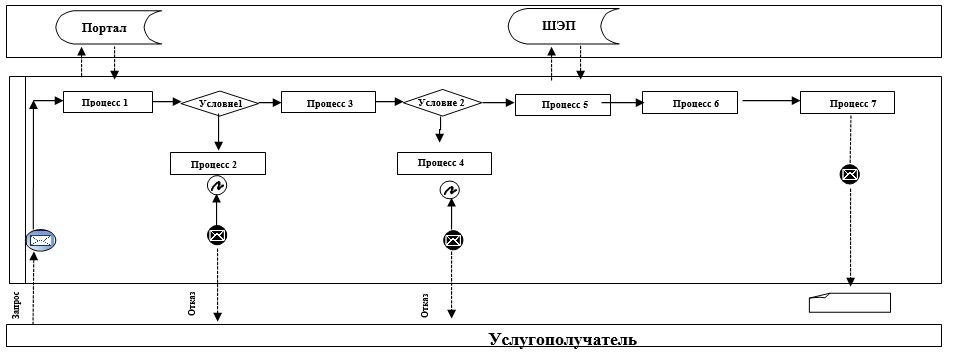 Портал
ШЭП
Процесс 1
Условие1
Процесс 3
Условие 2
Процесс 5
Процесс 6
Процесс 7
Процесс 2
Процесс 4
Запрос
Отказ
Отказ
Услугополучатель